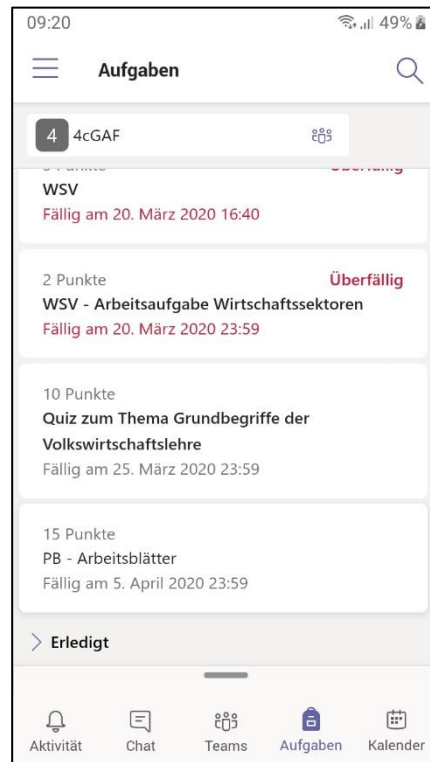 09:20 49%
Aufgaben
4 4cGAF
Punkte Überfällig
WSV
Fällig am 20. März 2020 16:40
2 Punkte Überfällig
WSV - Arbeitsaufgabe Wirtschaftssektoren
Fällig am 20. März 2020 23:59
10 Punkte
Quiz zum Thema Grundbegriffe der
Volkswirtschaftslehre
Fällig am 25. März 2020 23:59
15 Punkte
PB - Arbeitsblätter
Fällig am 5. April 2020 23:59
Erledigt
Aktivität Chat Teams Aufgaben Kalender